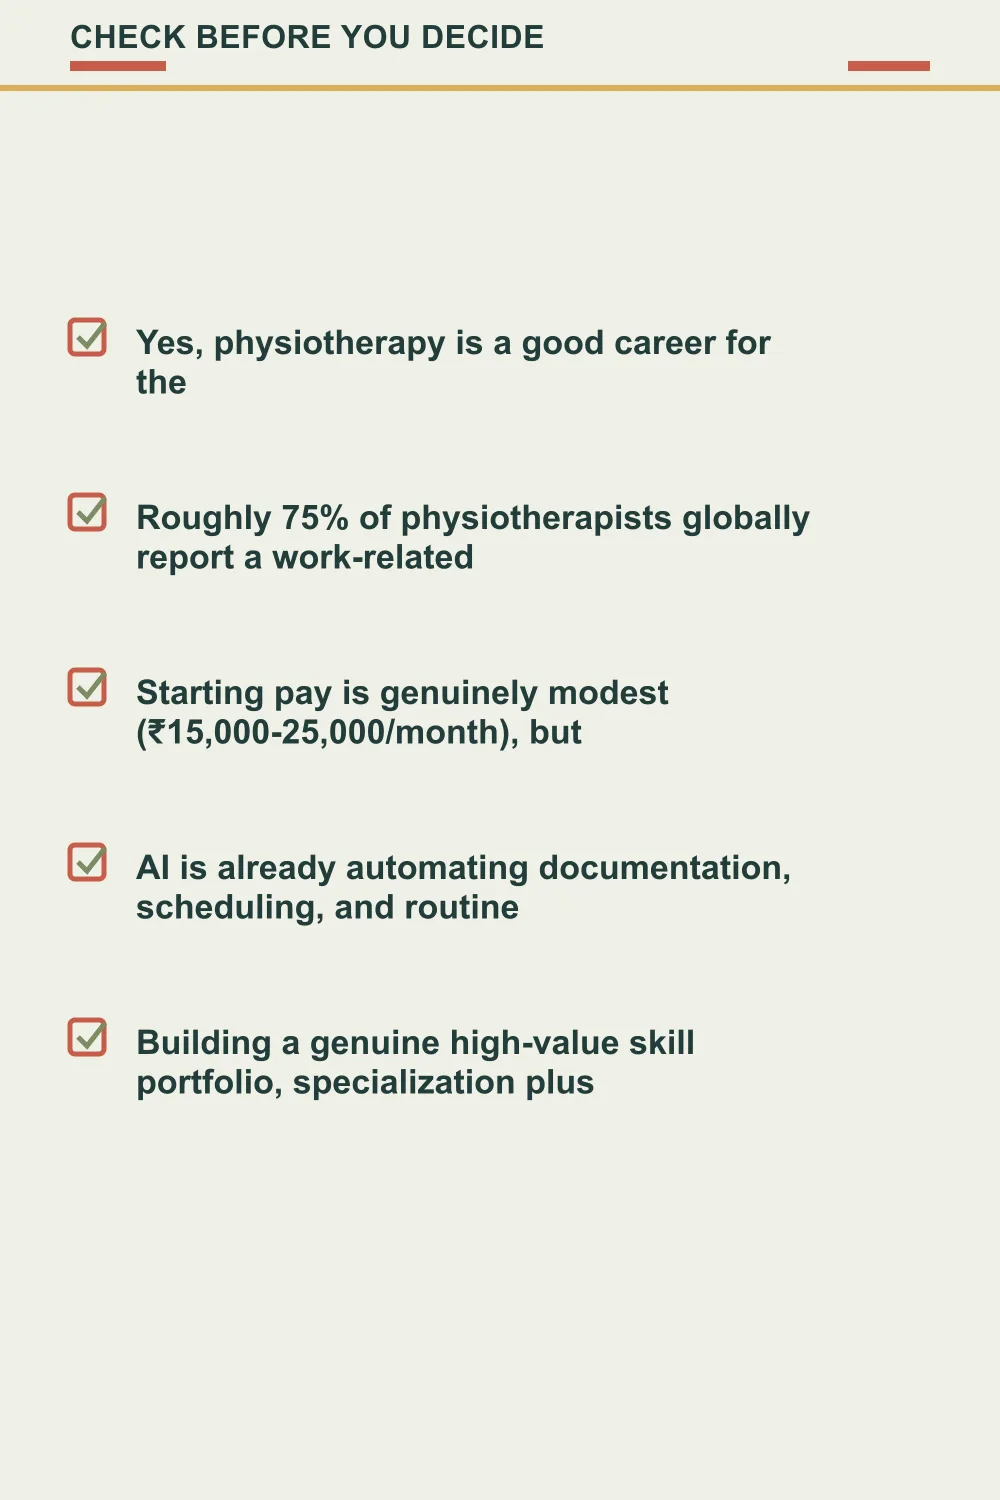 CHECK BEFORE YOU DECIDE
Yes, physiotherapy is a good career for
the
Roughly 75% of physiotherapists globally
report a work-related
Starting pay is genuinely modest
(₹15,000-25,000/month), but
AI is already automating documentation,
scheduling, and routine
Building a genuine high-value skill
portfolio, specialization plus